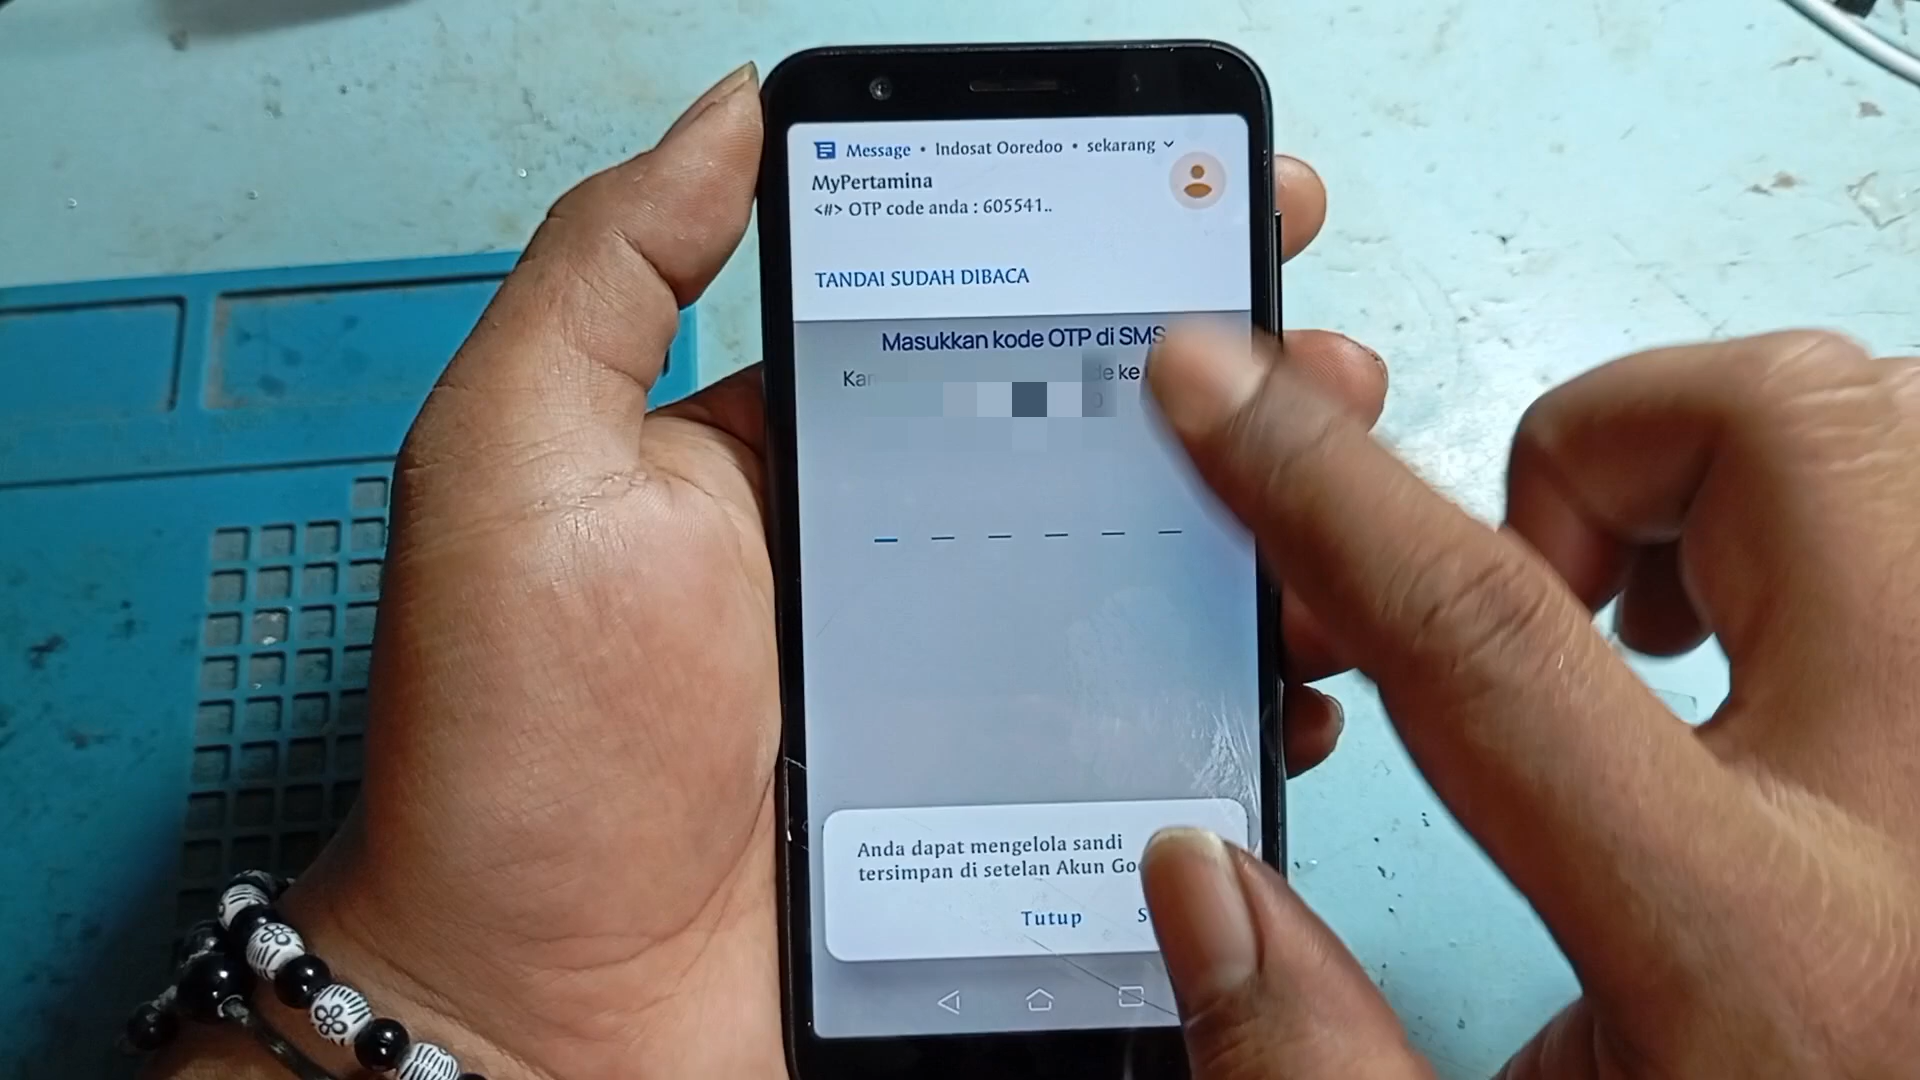 Message • Indosat Ooredoo • sekarang
MyPertamina
<#> OTP code anda : 605541..
TANDAI SUDAH DIBACA
Masukkan kode OTP di SMS
ke
Anda dapat mengelola sandi
tersimpan di setelan Akun
Tutup